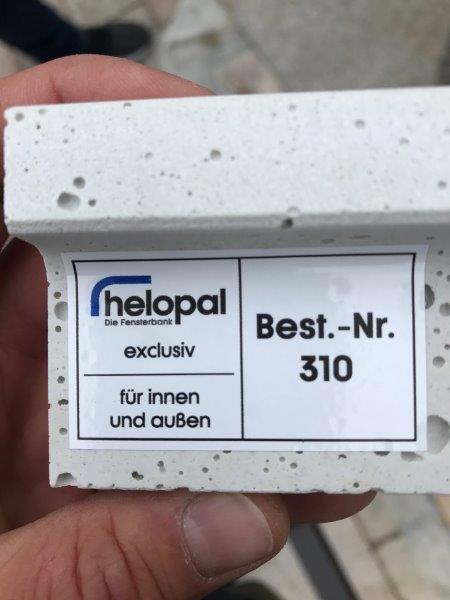 helopal
Die Fensterbank
exclusiv
für innen
und außen
Best.-Nr.
310